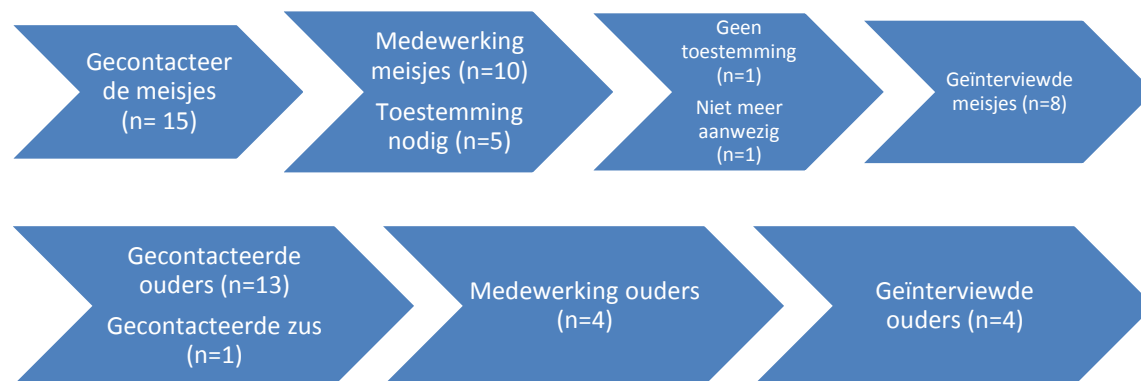 Gecontacteer
de meisjes
(n= 15)
Medewerking
meisjes (n=10)
Toestemming
nodig (n=5)
Geen
toestemming
(n=1)
Niet meer
aanwezig
(n=1)
Geïnterviewde
meisjes (n=8)
Gecontacteerde
ouders (n=13)
Gecontacteerde zus
(n=1)
Medewerking ouders
(n=4)
Geïnterviewde
ouders (n=4)